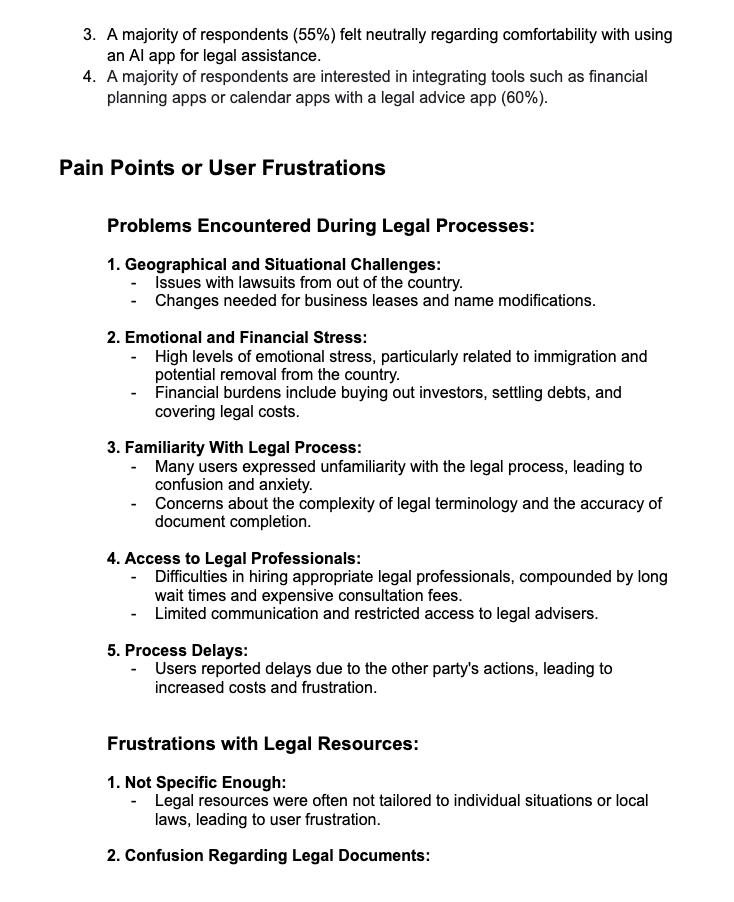 3. A majority of respondents (55%) felt neutrally regarding comfortability with using
an AI app for legal assistance.
4. A majority of respondents are interested in integrating tools such as financial
planning apps or calendar apps with a legal advice app (60%).
Pain Points or User Frustrations
Problems Encountered During Legal Processes:
1. Geographical and Situational Challenges:
- Issues with lawsuits from out of the country.
- Changes needed for business leases and name modifications.
2. Emotional and Financial Stress:
- High levels of emotional stress, particularly related to immigration and
potential removal from the country.
- Financial burdens include buying out investors, settling debts, and
covering legal costs.
3. Familiarity With Legal Process:
- Many users expressed unfamiliarity with the legal process, leading to
confusion and anxiety.
- Concerns about the complexity of legal terminology and the accuracy of
document completion.
4. Access to Legal Professionals:
- Difficulties in hiring appropriate legal professionals, compounded by long
wait times and expensive consultation fees.
- Limited communication and restricted access to legal advisers.
5. Process Delays:
- Users reported delays due to the other party's actions, leading to
increased costs and frustration.
Frustrations with Legal Resources:
1. Not Specific Enough:
- Legal resources were often not tailored to individual situations or local
laws, leading to user frustration.
2. Confusion Regarding Legal Documents: